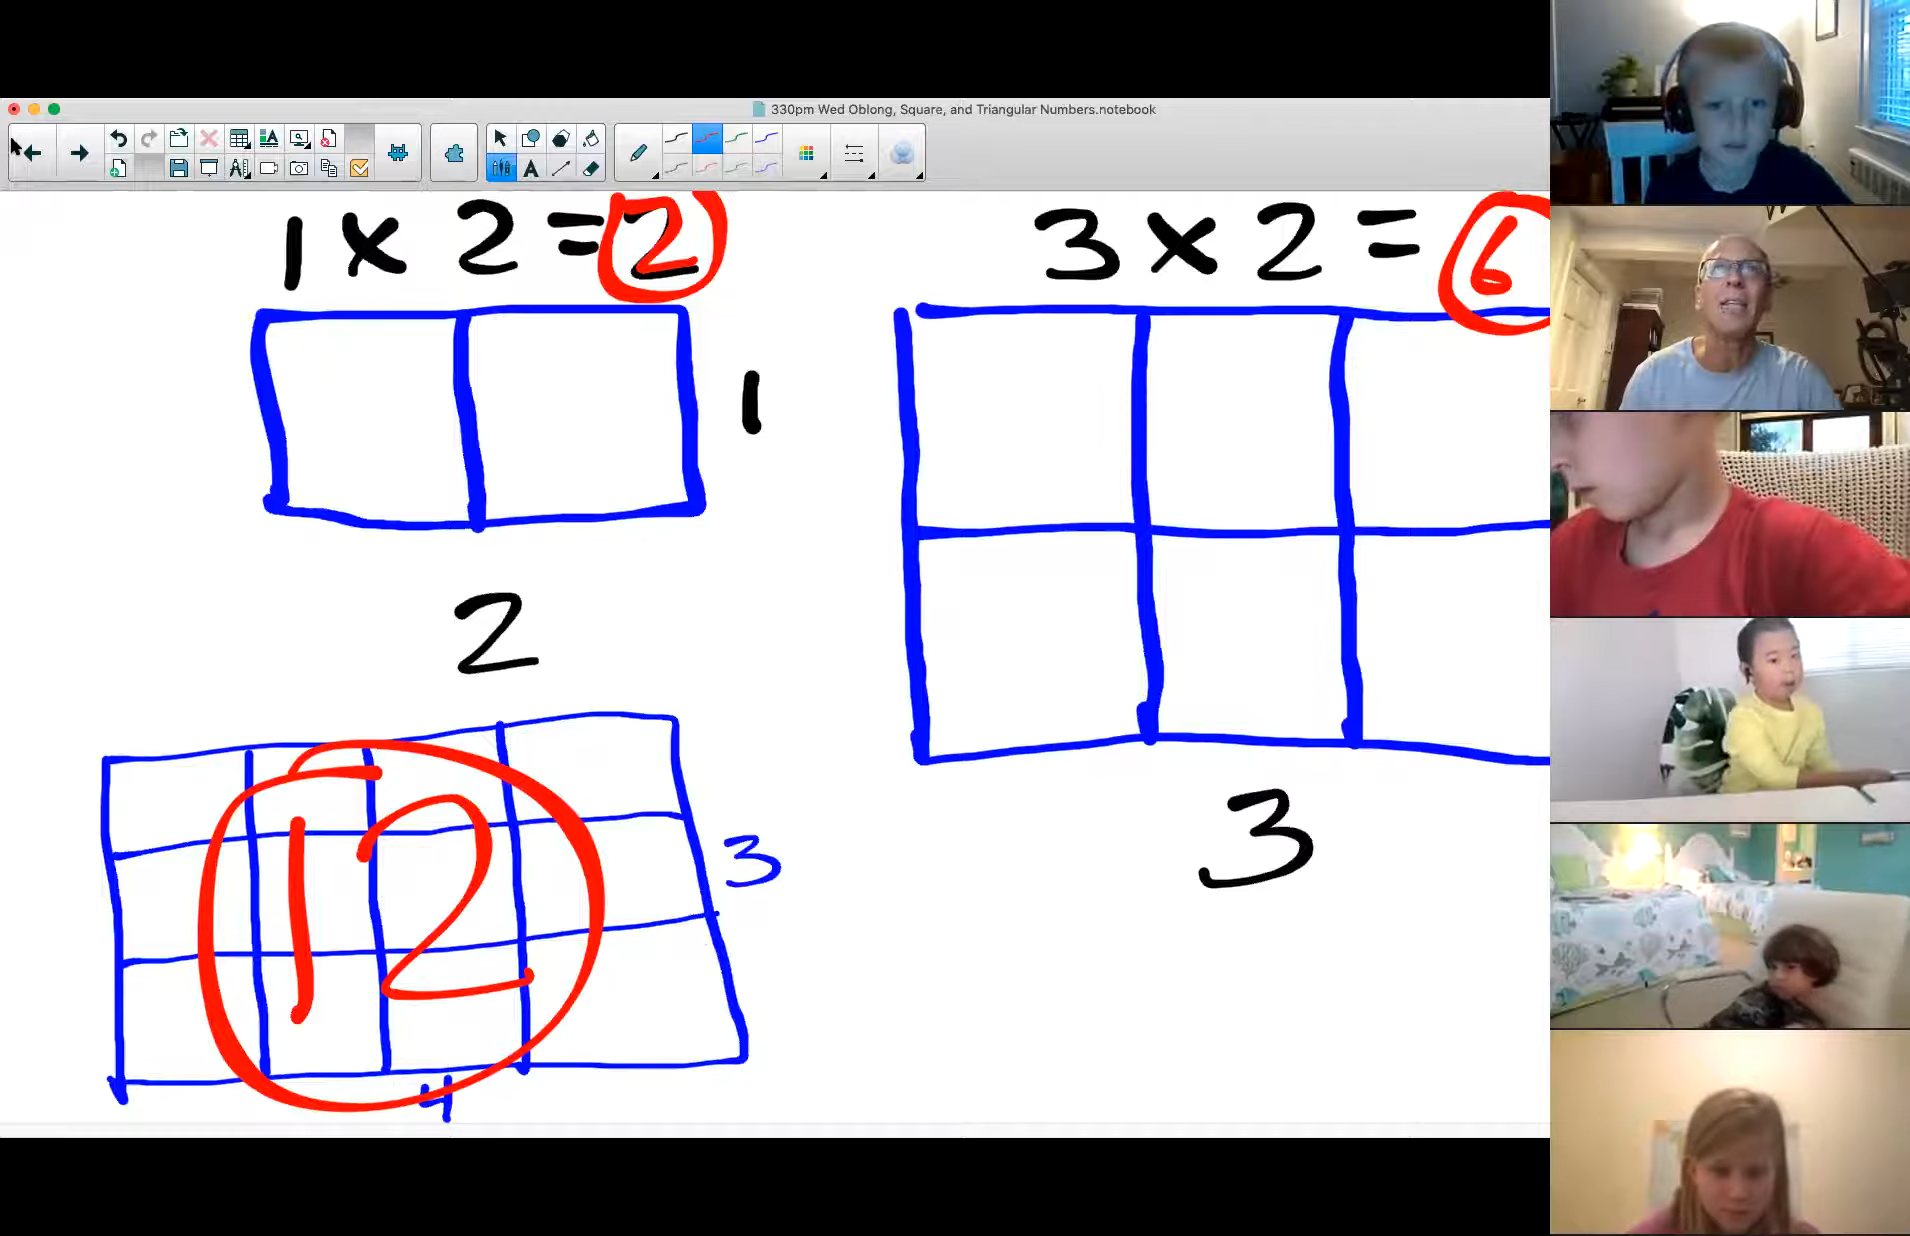 330pm Wed Oblong, Square, and Triangular Numbers.notebook
A
1 x 2 = 2
3 x 2 = 6
1
2
3
12
3
4